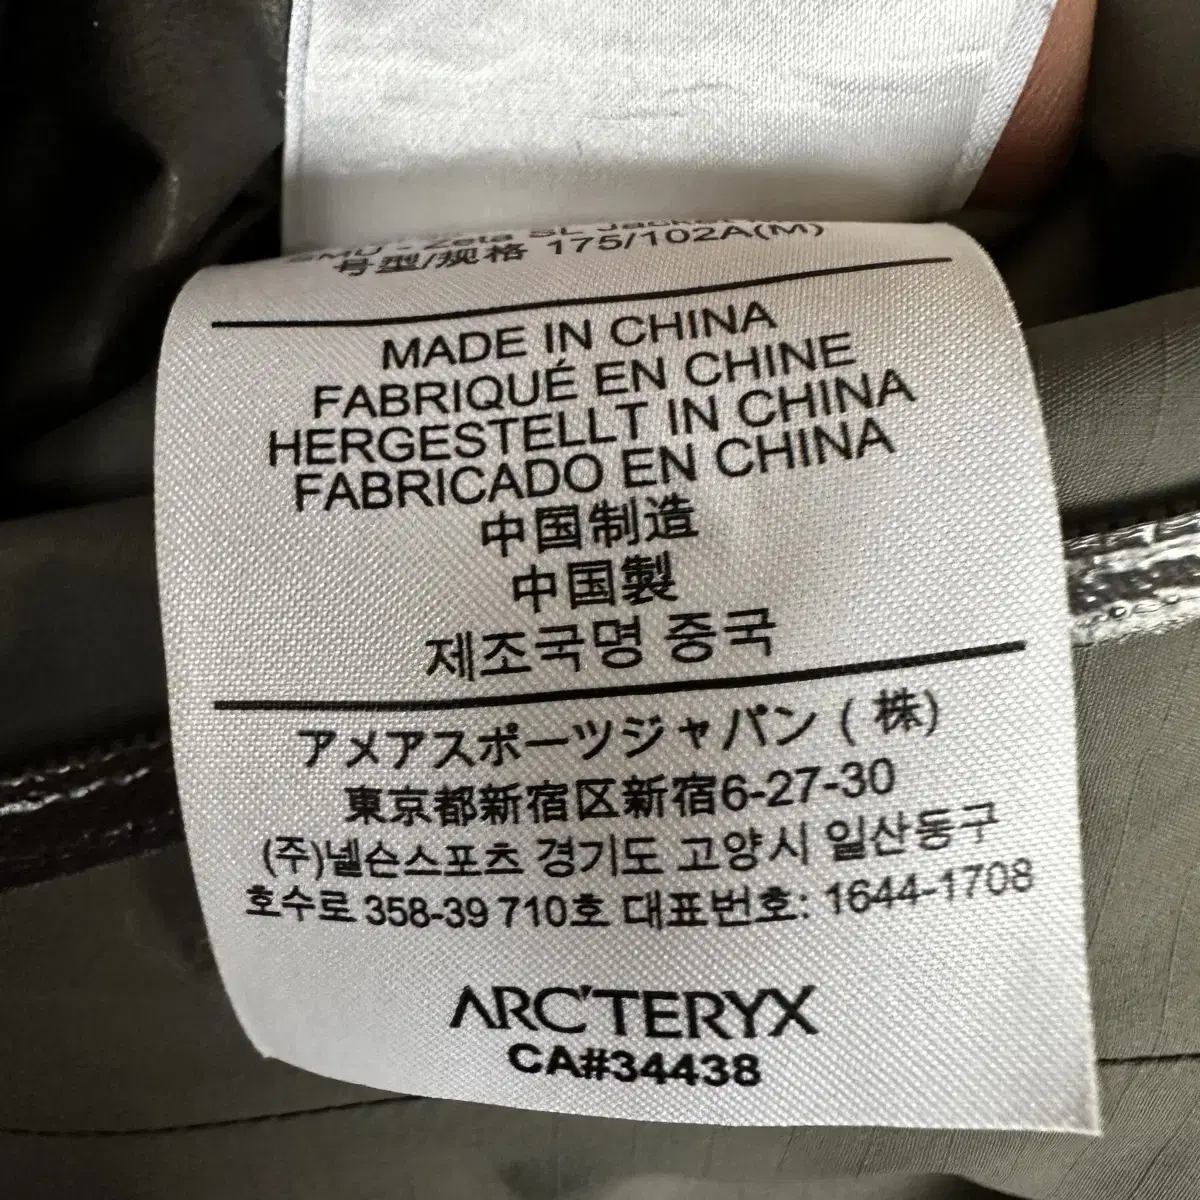 SMU - Zeta SL Jacket
号型/规格 175/102A(M)
MADE IN CHINA
FABRIQUÉ EN CHINE
HERGESTELLT IN CHINA
FABRICADO EN CHINA
中国制造
中国製
제조국명 중국
アメアスポーツジャパン ( 株)
東京都新宿区新宿6-27-30
(주)넬슨스포츠 경기도 고양시 일산동구
호수로 358-39 710호 대표번호: 1644-1708
ARC'TERYX
CA#34438